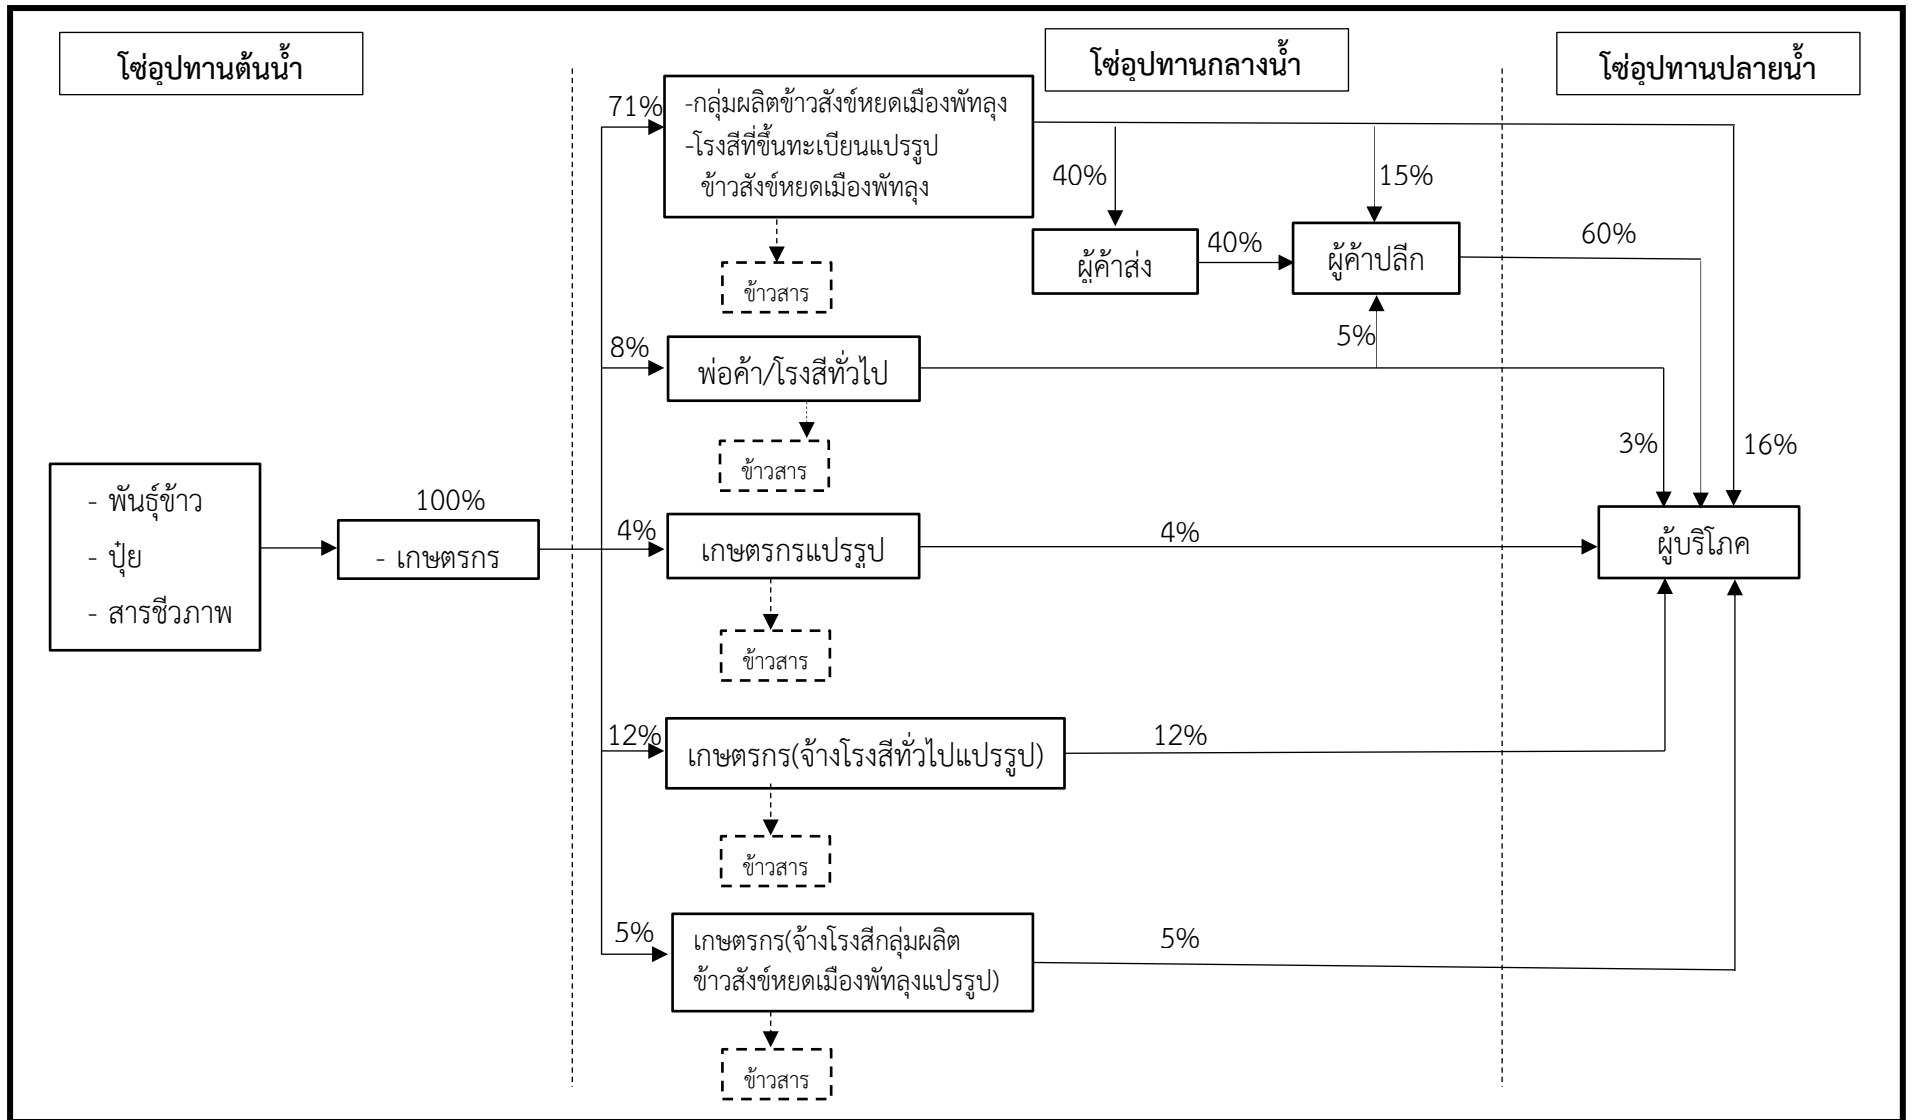 โซ่อุปทานต้นน้ำ
โซ่อุปทานกลางน้ำ
โซ่อุปทานปลายน้ำ
71%
-กลุ่มผลิตข้าวสังข์หยดเมืองพัทลุง
-โรงสีที่ขึ้นทะเบียนแปรรูป
ข้าวสังข์หยดเมืองพัทลุง
40%
15%
ผู้ค้าส่ง
40%
ผู้ค้าปลีก
60%
ข้าวสาร
8%
พ่อค้า/โรงสีทั่วไป
5%
3%
16%
ข้าวสาร
- พันธุ์ข้าว
- ปุ๋ย
- สารชีวภาพ
100%
- เกษตรกร
4%
เกษตรกรแปรรูป
4%
ผู้บริโภค
ข้าวสาร
12%
เกษตรกร(จ้างโรงสีทั่วไปแปรรูป)
12%
ข้าวสาร
5%
เกษตรกร(จ้างโรงสีกลุ่มผลิต
ข้าวสังข์หยดเมืองพัทลุงแปรรูป)
5%
ข้าวสาร